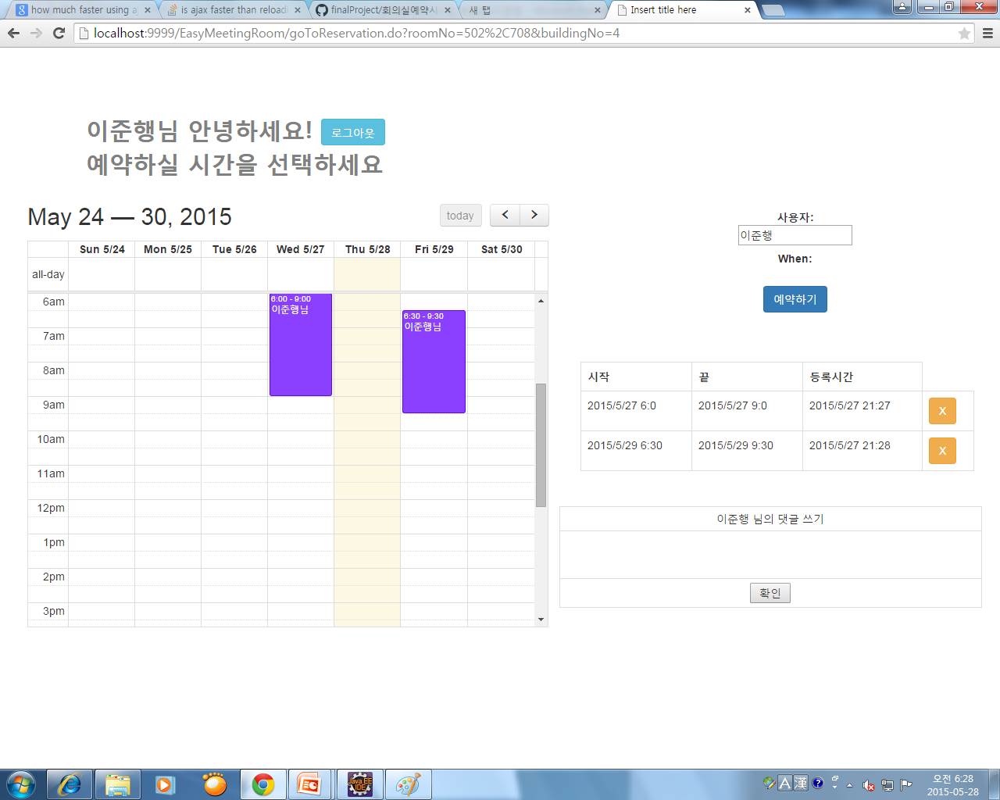 how much faster using a
is ajax faster than reload
finalProject/회의실예약시
새 탭
Insert title here
localhost:9999/EasyMeetingRoom/goToReservation.do?roomNo=502%2C708&buildingNo=4
이준행님 안녕하세요! 로그아웃
예약하실 시간을 선택하세요
May 24 — 30, 2015
today
Sun 5/24 Mon 5/25 Tue 5/26 Wed 5/27 Thu 5/28 Fri 5/29 Sat 5/30
all-day
6am
7am
8am
9am
10am
11am
12pm
1pm
2pm
3pm
6:00 - 9:00
이준행님
6:30 - 9:30
이준행님
사용자:
이준행
When:
예약하기
시작 끝 등록시간
2015/5/27 6:0 2015/5/27 9:0 2015/5/27 21:27 X
2015/5/29 6:30 2015/5/29 9:30 2015/5/27 21:28 X
이준행 님의 댓글 쓰기
확인
Java EE
IDE
A 漢
오전 6:28
2015-05-28